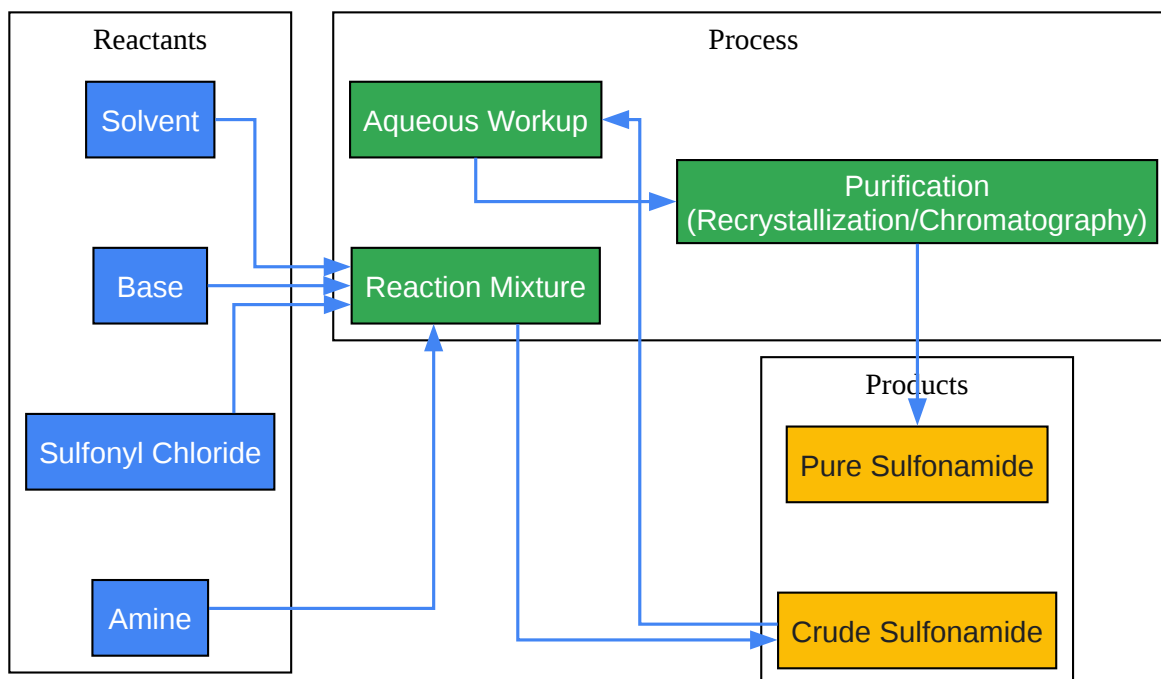 Reactants
Solvent
Base
Sulfonyl Chloride
Amine
Process
Aqueous Workup
Purification
(Recrystallization/Chromatography)
Reaction Mixture
Products
Pure Sulfonamide
Crude Sulfonamide